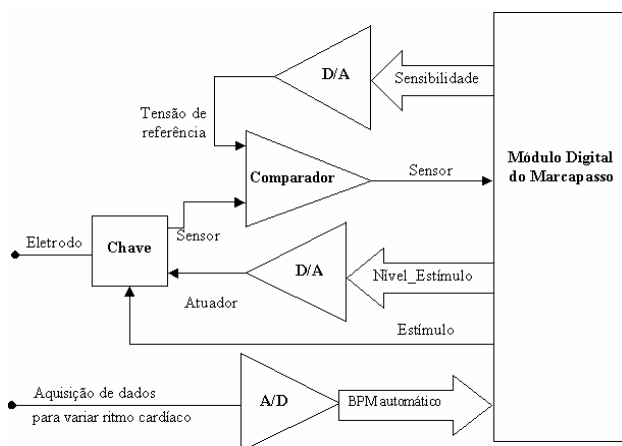 D/A
Sensibilidade
Tensão de
referência
Comparador
Sensor
Módulo Digital
do Marcapasso
Eletrodo
Chave
Sensor
D/A
Nível_Estímulo
Atuador
Estímulo
Aquisição de dados
para variar ritmo cardíaco
A/D
BPM automático